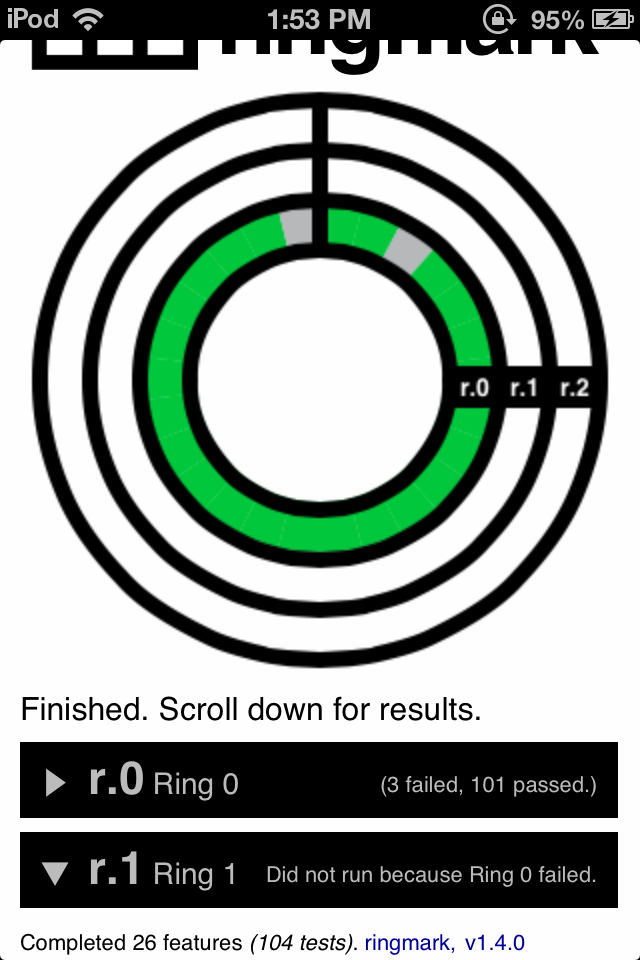 iPod 1:53 PM 95%
ringmark
r.0 r.1 r.2
Finished. Scroll down for results.
r.0 Ring 0 (3 failed, 101 passed.)
r.1 Ring 1 Did not run because Ring 0 failed.
Completed 26 features (104 tests). ringmark, v1.4.0